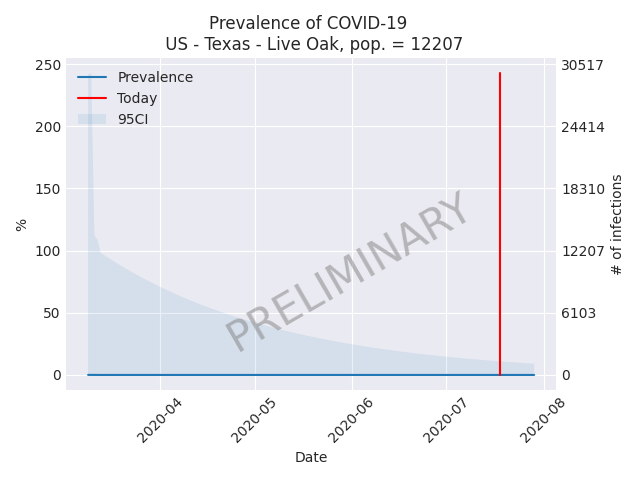 Prevalence of COVID-19
US - Texas - Live Oak, pop. = 12207
250
200
150
100
50
0
%
Prevalence
Today
95CI
PRELIMINARY
30517
24414
18310
12207
6103
0
# of infections
2020-04
2020-05
2020-06
2020-07
2020-08
Date